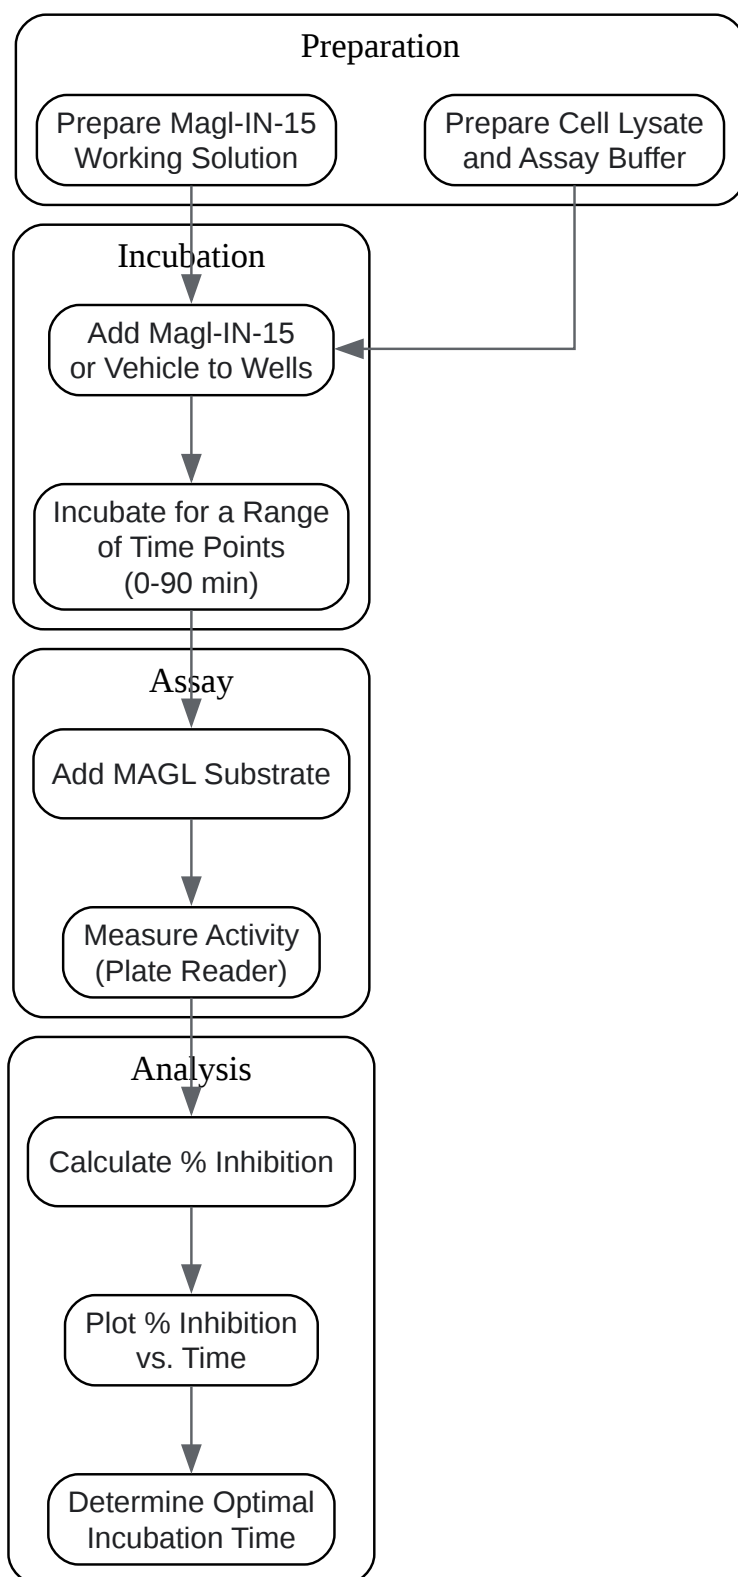 Preparation
Prepare Magl-IN-15
Working Solution
Prepare Cell Lysate
and Assay Buffer
Incubation
Add Magl-IN-15
or Vehicle to Wells
Incubate for a Range
of Time Points
(0-90 min)
Assay
Add MAGL Substrate
Measure Activity
(Plate Reader)
Analysis
Calculate % Inhibition
Plot % Inhibition
vs. Time
Determine Optimal
Incubation Time